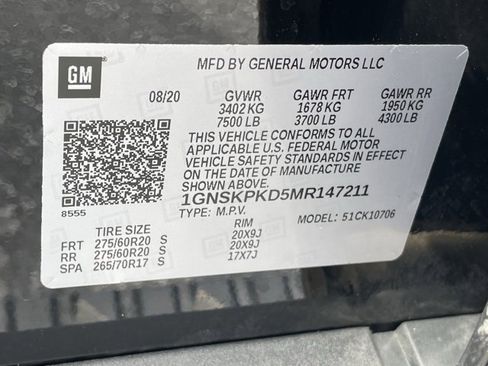 GM
MFD BY GENERAL MOTORS LLC
08/20 GVWR GAWR FRT GAWR RR
3402 KG 1678 KG 1950 KG
7500 LB 3700 LB 4300 LB
THIS VEHICLE CONFORMS TO ALL
APPLICABLE U.S. FEDERAL MOTOR
VEHICLE SAFETY STANDARDS IN EFFECT
ON THE DATE OF MANUFACTURE
SHOWN ABOVE.
8555 1GNSKPKD5MR147211
TYPE: M.P.V. MODEL: 51CK10706
TIRE SIZE RIM
FRT 275/60R20 S 20X9J
RR 275/60R20 S 20X9J
SPA 265/70R17 S 17X7J